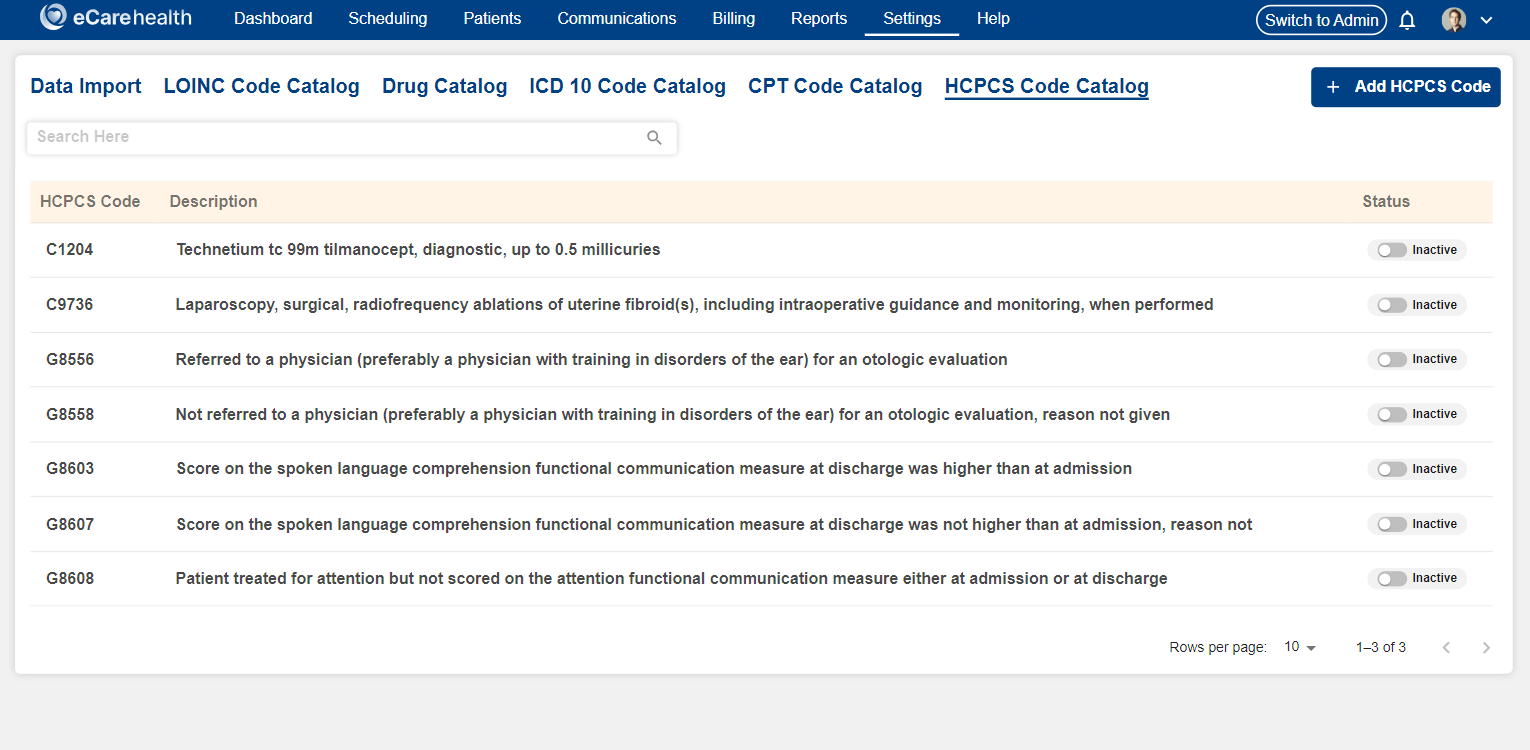 eCarehealth Dashboard Scheduling Patients Communications Billing Reports Settings Help Switch to Admin
Data Import LOINC Code Catalog Drug Catalog ICD 10 Code Catalog CPT Code Catalog HCPCS Code Catalog + Add HCPCS Code
Search Here
HCPCS Code Description Status
C1204 Technetium tc 99m tilmanocept, diagnostic, up to 0.5 millicuries Inactive
C9736 Laparoscopy, surgical, radiofrequency ablations of uterine fibroid(s), including intraoperative guidance and monitoring, when performed Inactive
G8556 Referred to a physician (preferably a physician with training in disorders of the ear) for an otologic evaluation Inactive
G8558 Not referred to a physician (preferably a physician with training in disorders of the ear) for an otologic evaluation, reason not given Inactive
G8603 Score on the spoken language comprehension functional communication measure at discharge was higher than at admission Inactive
G8607 Score on the spoken language comprehension functional communication measure at discharge was not higher than at admission, reason not Inactive
G8608 Patient treated for attention but not scored on the attention functional communication measure either at admission or at discharge Inactive
Rows per page: 10 1–3 of 3